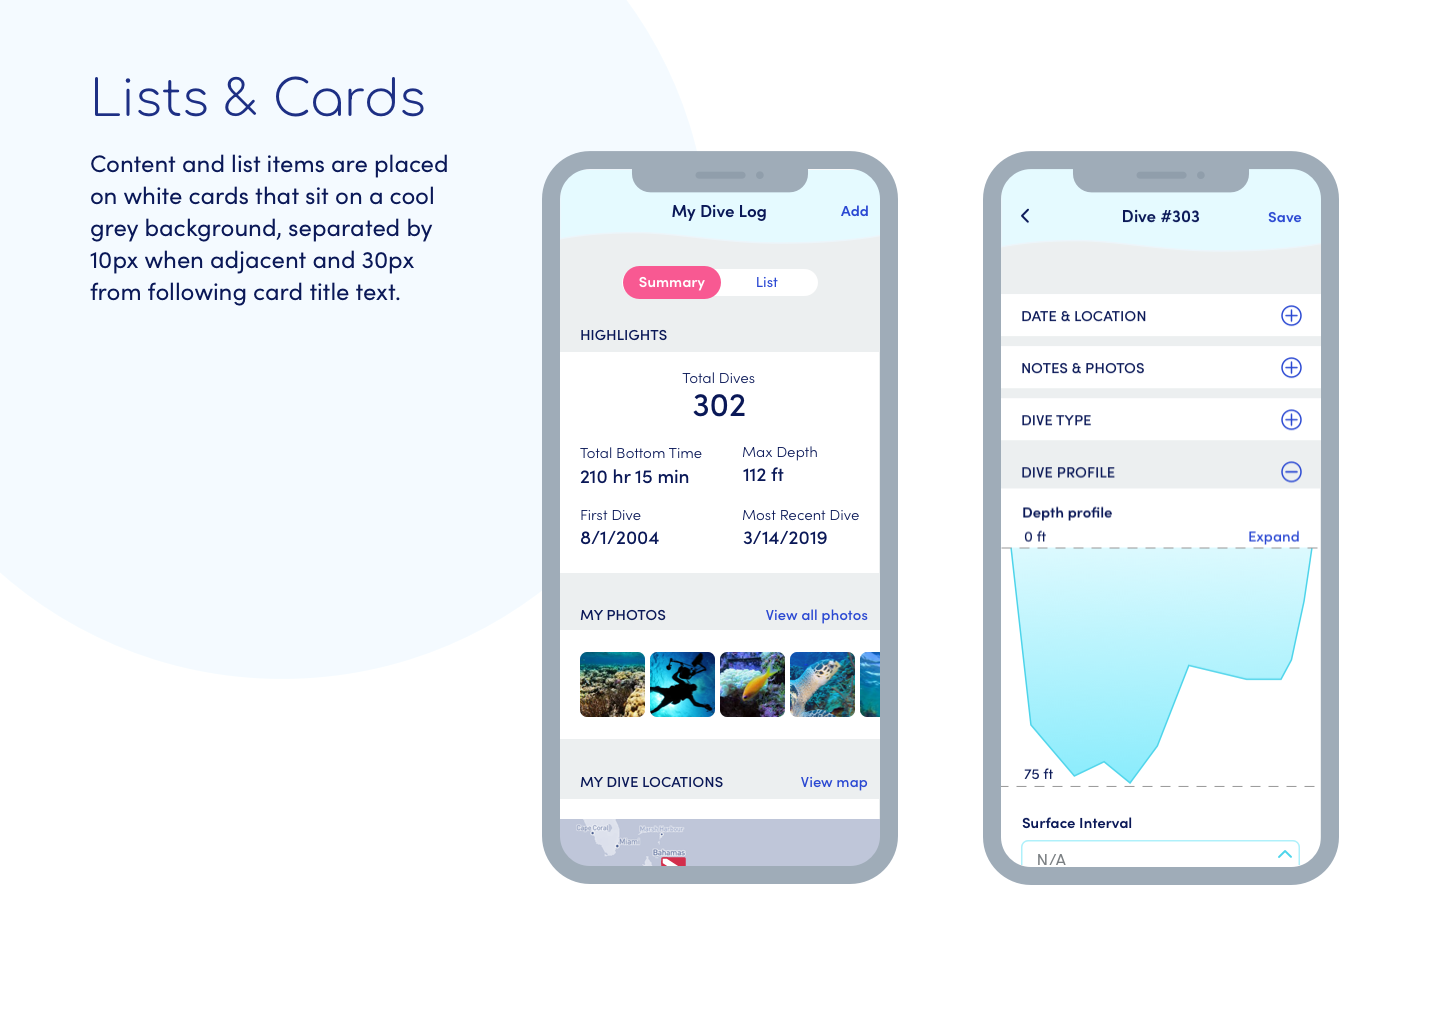 Lists & Cards
Content and list items are placed
on white cards that sit on a cool
grey background, separated by
10px when adjacent and 30px
from following card title text.
My Dive Log
Add
Summary
List
HIGHLIGHTS
Total Dives
302
Total Bottom Time
210 hr 15 min
Max Depth
112 ft
First Dive
8/1/2004
Most Recent Dive
3/14/2019
MY PHOTOS
View all photos
MY DIVE LOCATIONS
View map
Cape Coral
Marsh Harbour
Miami
Bahamas
Dive #303
Save
DATE & LOCATION
NOTES & PHOTOS
DIVE TYPE
DIVE PROFILE
Depth profile
0 ft
Expand
75 ft
Surface Interval
N/A